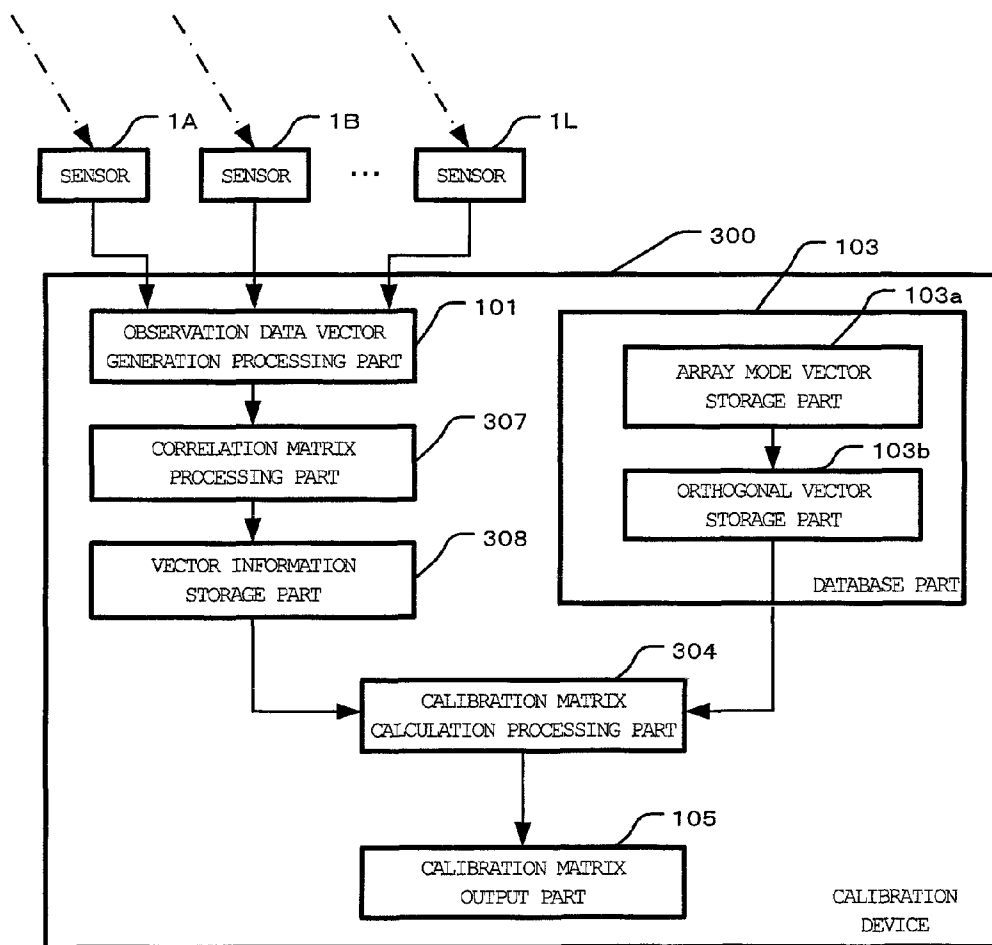 1A
1B
1L
SENSOR
SENSOR
...
SENSOR
300
103
101
OBSERVATION DATA VECTOR
GENERATION PROCESSING PART
103a
ARRAY MODE VECTOR
STORAGE PART
307
CORRELATION MATRIX
PROCESSING PART
103b
ORTHOGONAL VECTOR
STORAGE PART
308
VECTOR INFORMATION
STORAGE PART
DATABASE PART
304
CALIBRATION MATRIX
CALCULATION PROCESSING PART
105
CALIBRATION MATRIX
OUTPUT PART
CALIBRATION
DEVICE